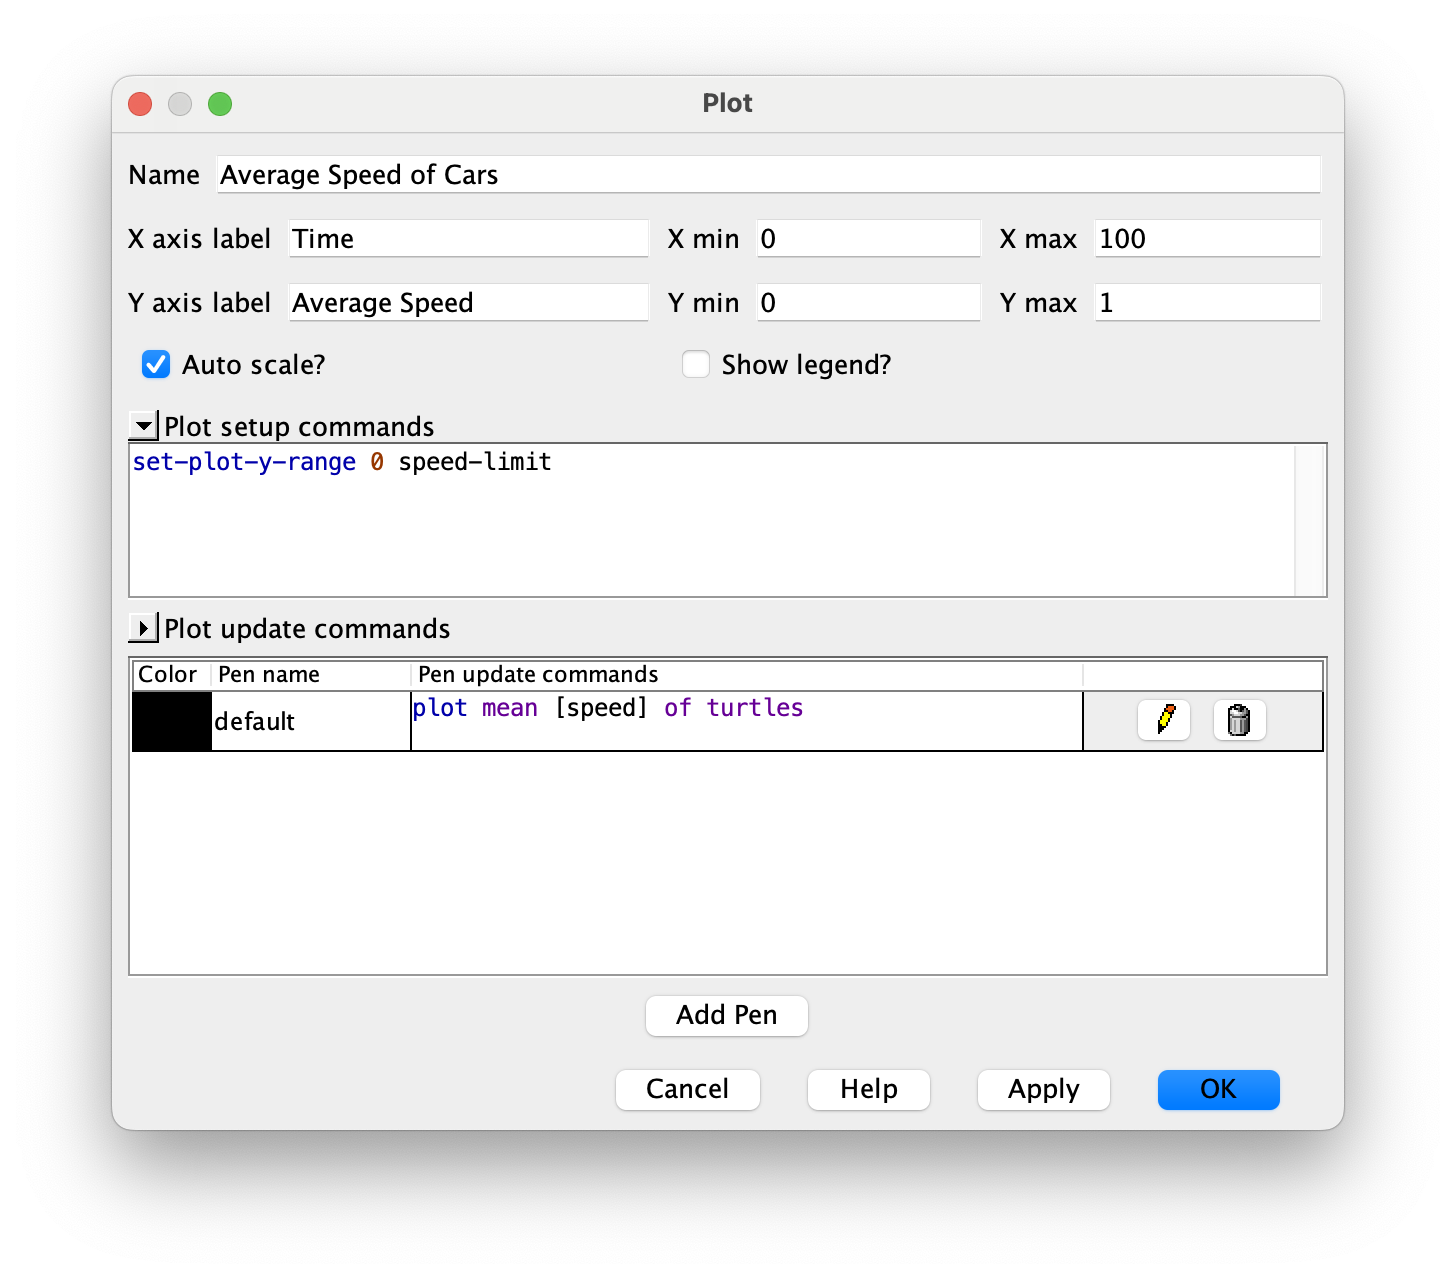 Plot
Name Average Speed of Cars
X axis label Time X min 0 X max 100
Y axis label Average Speed Y min 0 Y max 1
Auto scale? Show legend?
Plot setup commands
set-plot-y-range 0 speed-limit
Plot update commands
Color Pen name Pen update commands
default plot mean [speed] of turtles
Add Pen
Cancel Help Apply OK